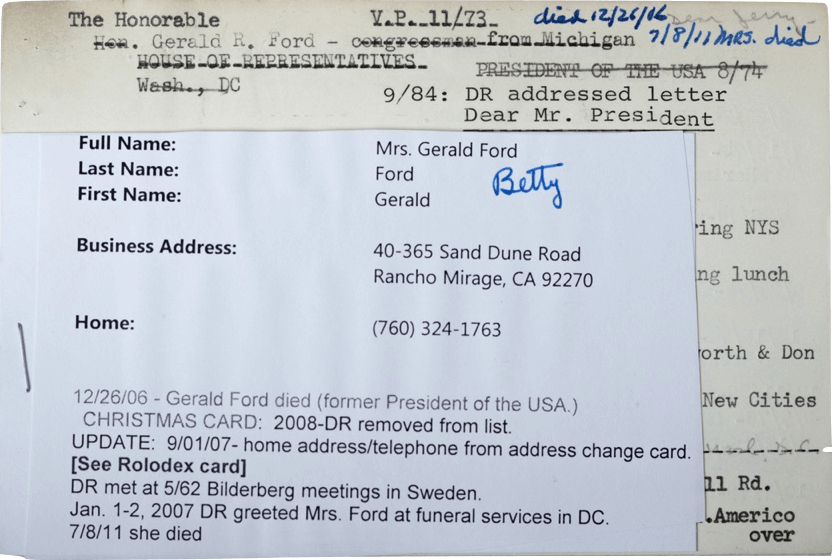 The Honorable V.P. 11/73. died 12/26/06 Dear Jerry
Hon. Gerald R. Ford - congressman from Michigan 7/8/11 MRS. died
HOUSE OF REPRESENTATIVES PRESIDENT OF THE USA 8/74
Wash., DC
9/84: DR addressed letter
Dear Mr. President
Full Name: Mrs. Gerald Ford
Last Name: Ford Betty
First Name: Gerald
ing NYS
Business Address: 40-365 Sand Dune Road
ng lunch
Rancho Mirage, CA 92270
Home: (760) 324-1763
orth & Don
12/26/06 - Gerald Ford died (former President of the USA.)
New Cities
CHRISTMAS CARD: 2008-DR removed from list.
UPDATE: 9/01/07- home address/telephone from address change card.
[See Rolodex card]
ll Rd.
DR met at 5/62 Bilderberg meetings in Sweden.
Jan. 1-2, 2007 DR greeted Mrs. Ford at funeral services in DC.
.Americo
7/8/11 she died
over